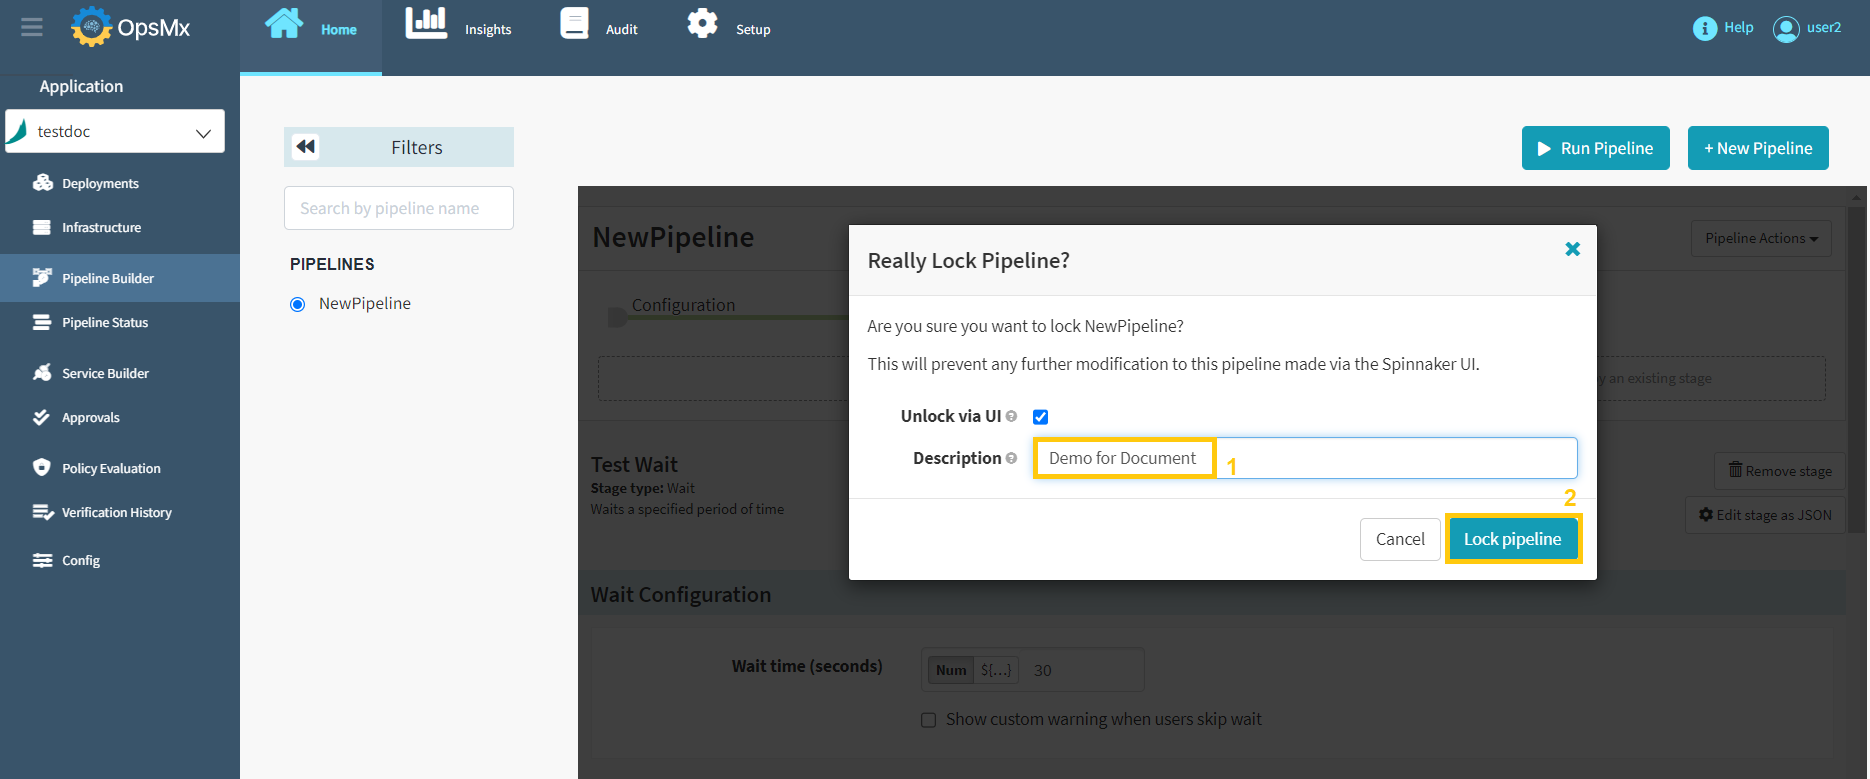 OpsMx
Home
Insights
Audit
Setup
Help
user2
Application
testdoc
Deployments
Infrastructure
Pipeline Builder
Pipeline Status
Service Builder
Approvals
Policy Evaluation
Verification History
Config
Filters
Search by pipeline name
PIPELINES
NewPipeline
Run Pipeline
+ New Pipeline
NewPipeline
Pipeline Actions
Configuration
an existing stage
Test Wait
Stage type: Wait
Waits a specified period of time
Remove stage
Edit stage as JSON
Wait Configuration
Wait time (seconds)
Num
${...}
30
Show custom warning when users skip wait
Really Lock Pipeline?
Are you sure you want to lock NewPipeline?
This will prevent any further modification to this pipeline made via the Spinnaker UI.
Unlock via UI
Description
Demo for Document
1
2
Cancel
Lock pipeline